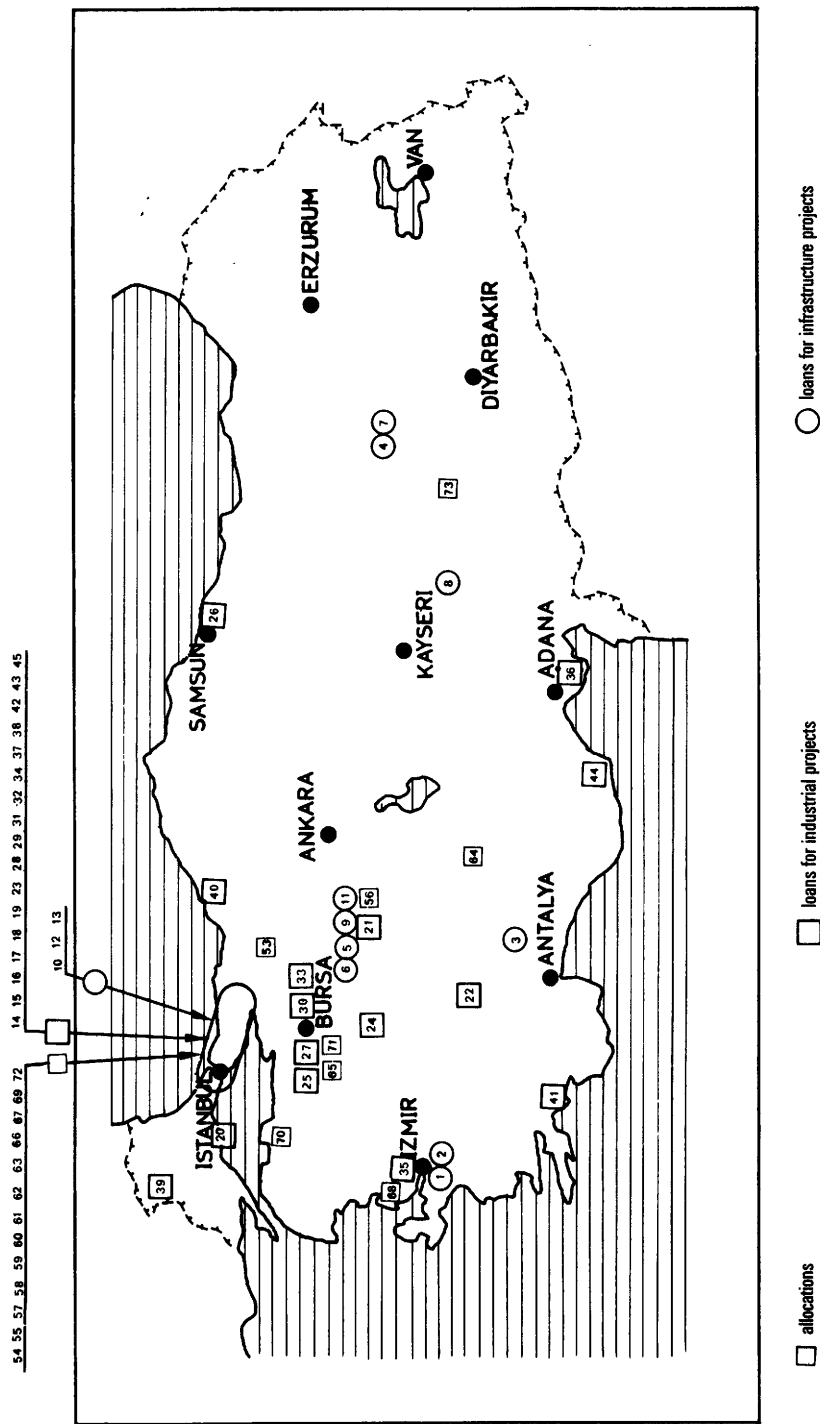 54 55 57 58 59 60 61 62 63 66 67 69 72
14 15 16 17 18 19 23 28 29 31 32 34 37 38 42 43 45
10 12 13
39
ISTANBUL
20
70
40
53
SAMSUN
26
25
27
30
33
BURSA
65
71
6
5
9
11
24
21
56
ANKARA
ERZURUM
68
35
IZMIR
1
2
22
64
KAYSERI
8
4
7
73
VAN
DIYARBAKIR
41
3
ANTALYA
44
ADANA
36
allocations
loans for industrial projects
loans for infrastructure projects